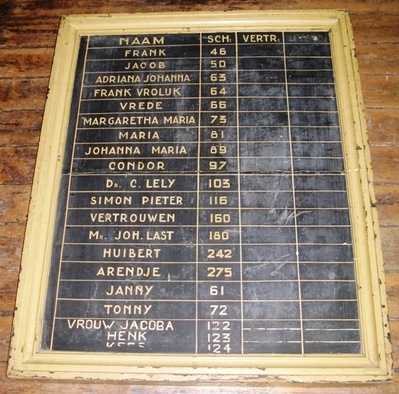 NAAM SCH. VERTR.
FRANK 46
JACOB 50
ADRIANA JOHANNA 63
FRANK VROLIJK 64
VREDE 66
MARGARETHA MARIA 73
MARIA 81
JOHANNA MARIA 89
CONDOR 97
DR. C. LELY 103
SIMON PIETER 116
VERTROUWEN 160
MR. JOH. LAST 180
HUIBERT 242
ARENDJE 275
JANNY 61
TONNY 72
VROUW JACOBA 122
HENK 123
124